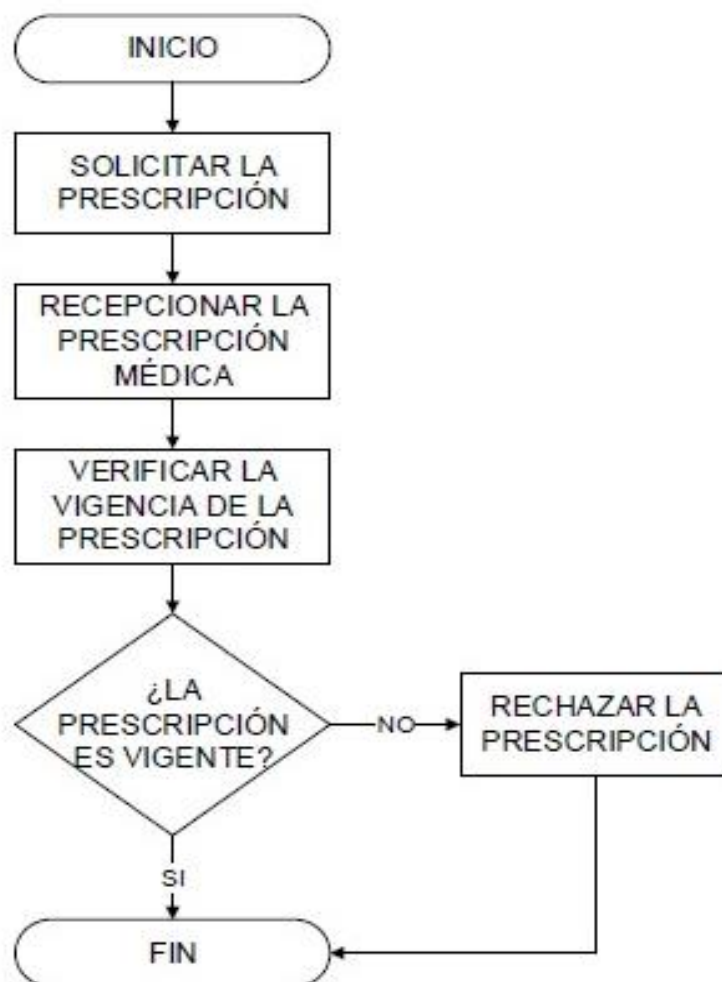 INICIO
SOLICITAR LA
PRESCRIPCIÓN
RECEPCIONAR LA
PRESCRIPCIÓN
MÉDICA
VERIFICAR LA
VIGENCIA DE LA
PRESCRIPCIÓN
¿LA
PRESCRIPCIÓN
ES VIGENTE?
NO
RECHAZAR LA
PRESCRIPCIÓN
SI
FIN